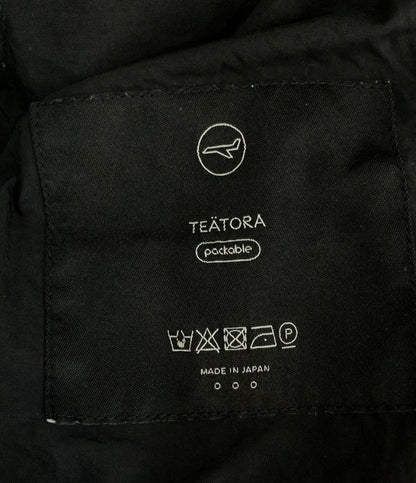 TEÄTORA
packable
P
MADE IN JAPAN